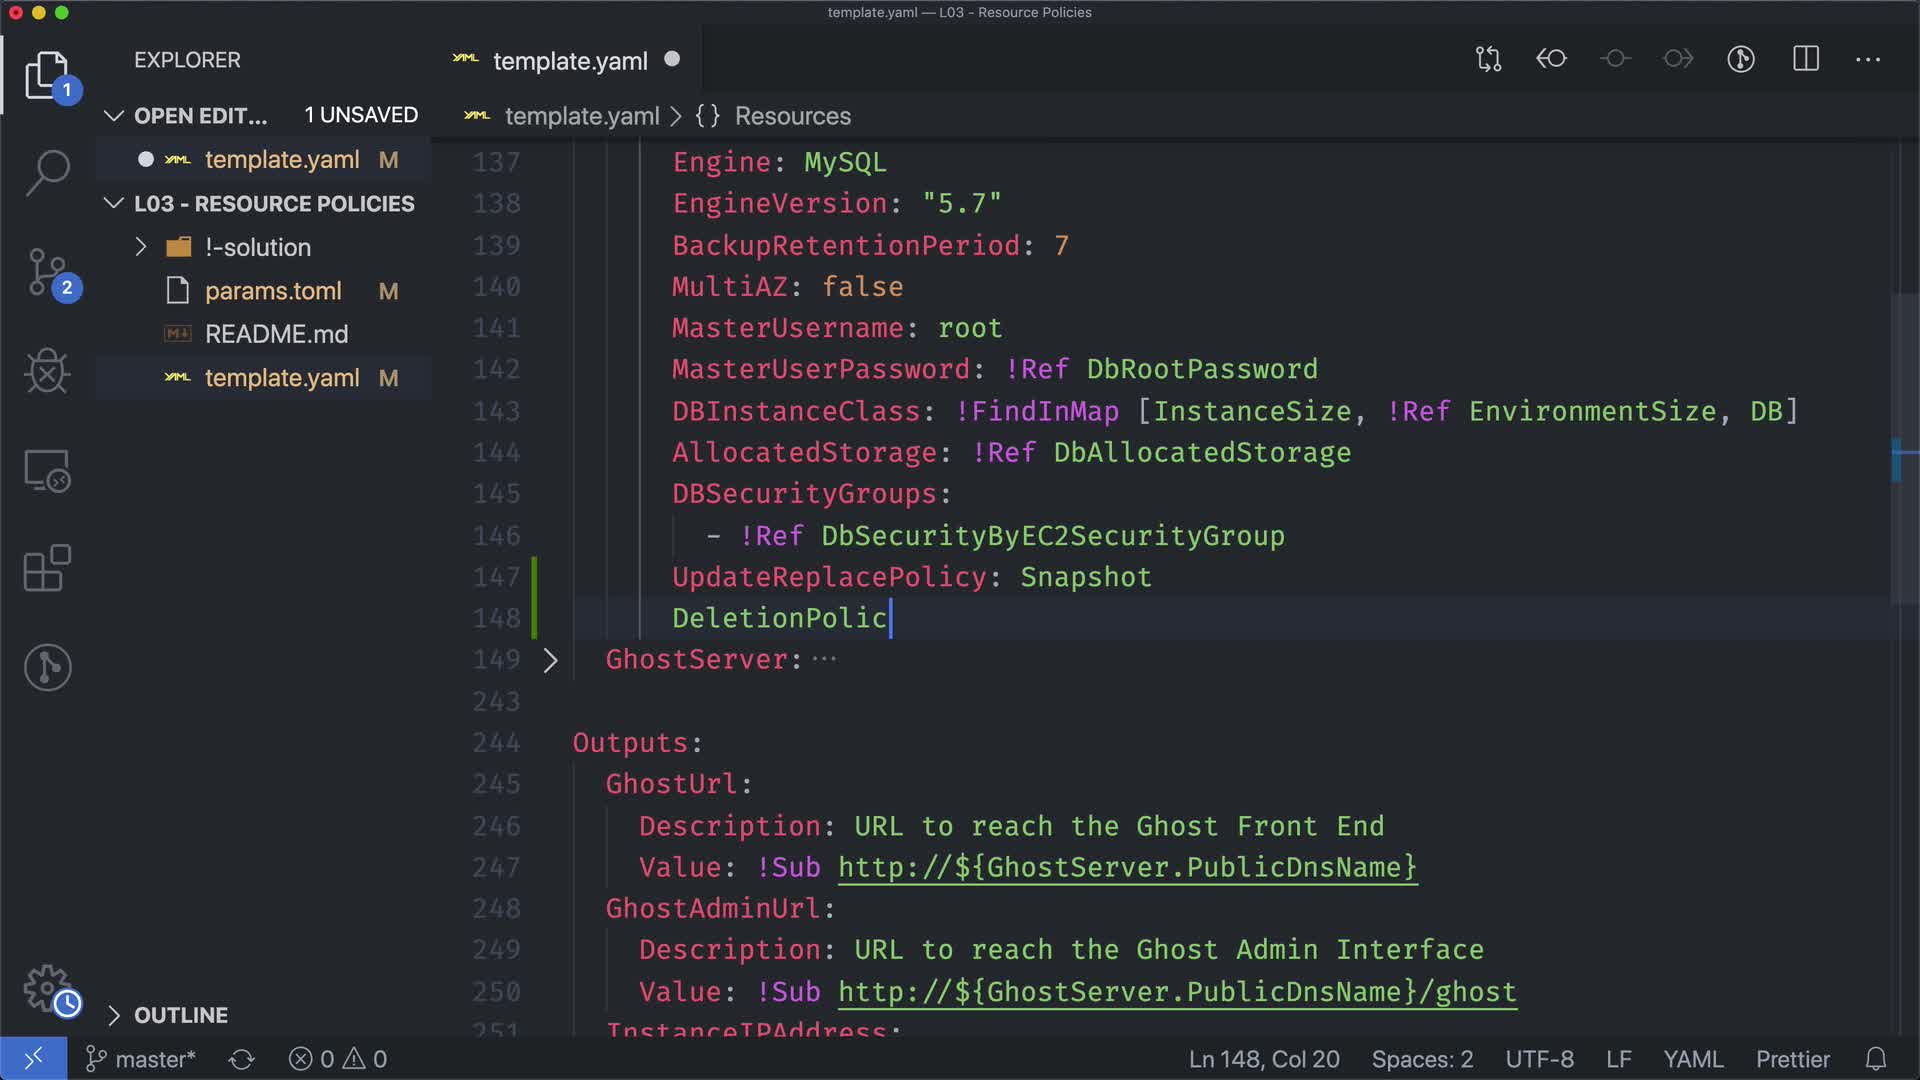 template.yaml — L03 - Resource Policies
EXPLORER
1
OPEN EDIT... 1 UNSAVED
template.yaml M
L03 - RESOURCE POLICIES
!-solution
params.toml M
README.md
template.yaml M
2
OUTLINE
template.yaml
template.yaml > {} Resources
137 Engine: MySQL
138 EngineVersion: "5.7"
139 BackupRetentionPeriod: 7
140 MultiAZ: false
141 MasterUsername: root
142 MasterUserPassword: !Ref DbRootPassword
143 DBInstanceClass: !FindInMap [InstanceSize, !Ref EnvironmentSize, DB]
144 AllocatedStorage: !Ref DbAllocatedStorage
145 DBSecurityGroups:
146 - !Ref DbSecurityByEC2SecurityGroup
147 UpdateReplacePolicy: Snapshot
148 DeletionPolic
149 GhostServer: ...
243
244 Outputs:
245 GhostUrl:
246 Description: URL to reach the Ghost Front End
247 Value: !Sub http://${GhostServer.PublicDnsName}
248 GhostAdminUrl:
249 Description: URL to reach the Ghost Admin Interface
250 Value: !Sub http://${GhostServer.PublicDnsName}/ghost
251 InstanceIPAddress:
master* 0 0 Ln 148, Col 20 Spaces: 2 UTF-8 LF YAML Prettier